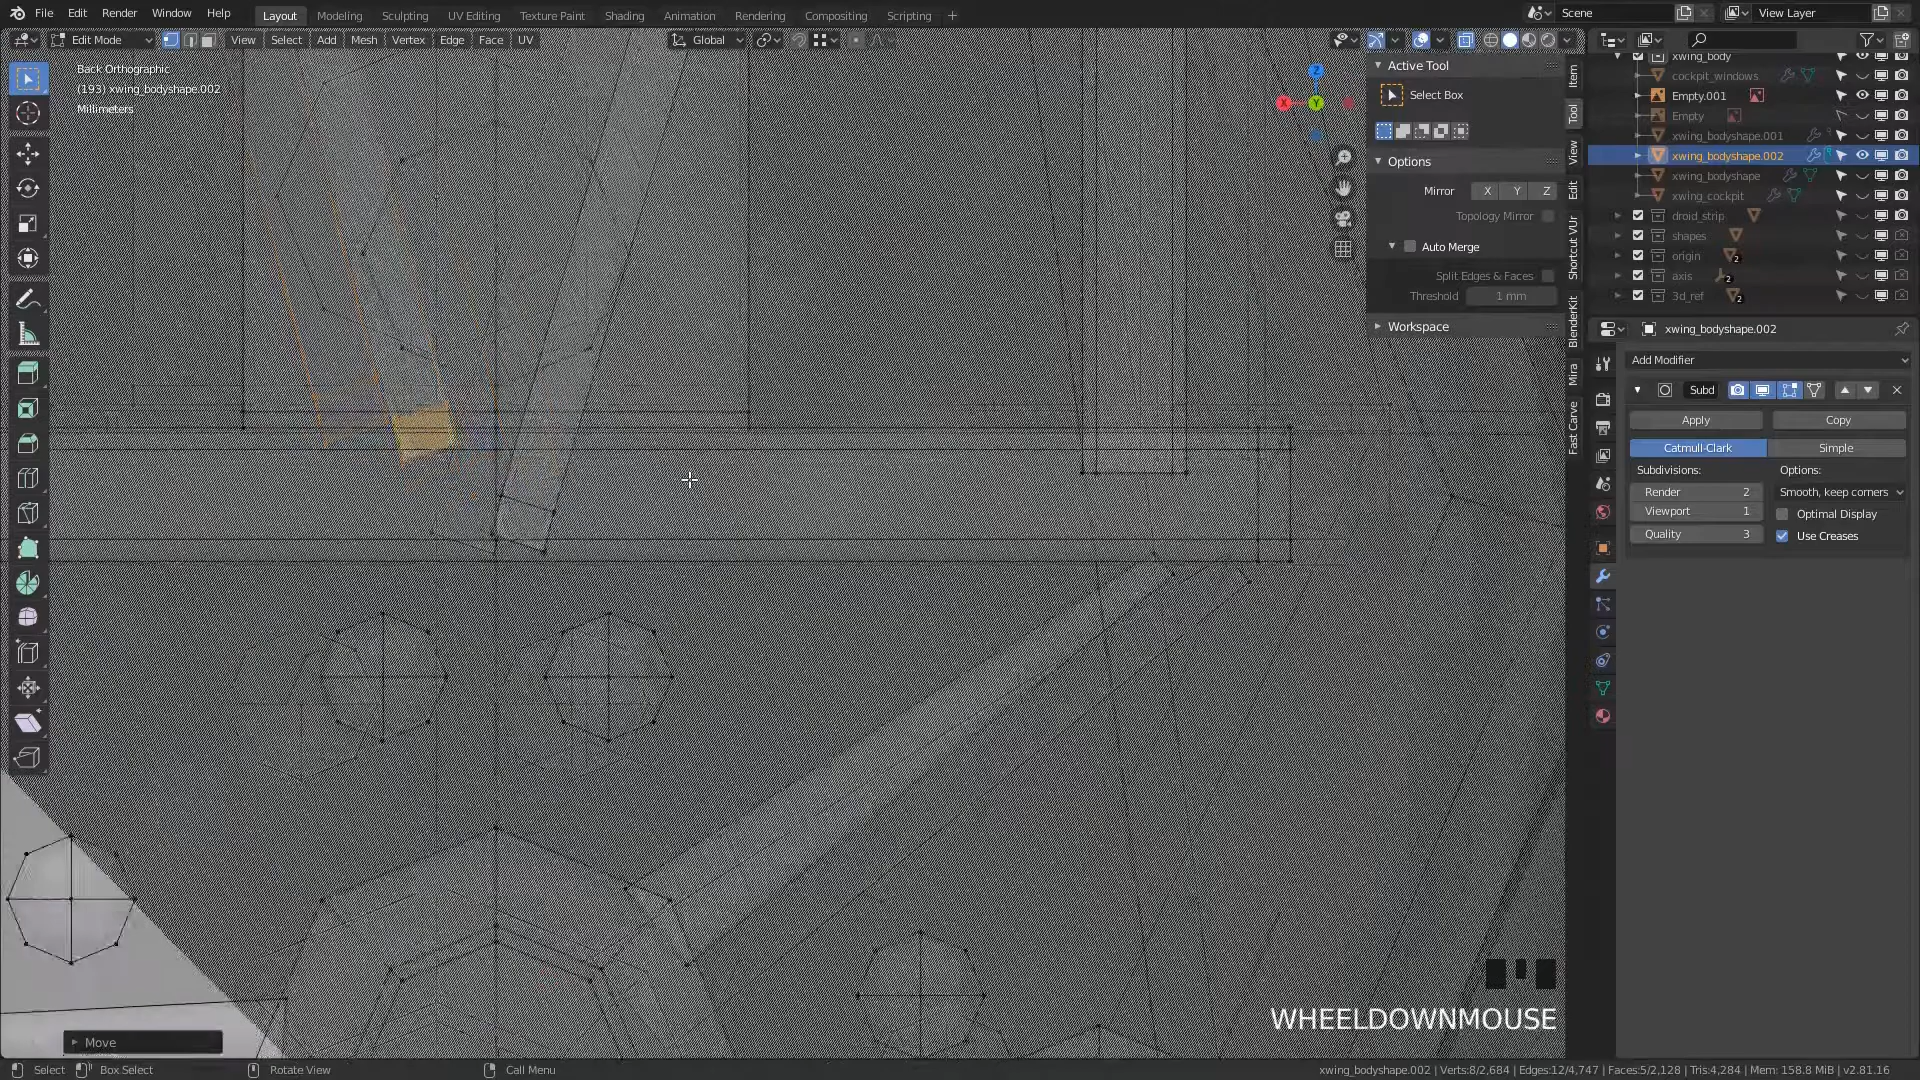 File Edit Render Window Help Layout Modeling Sculpting UV Editing Texture Paint Shading Animation Rendering Compositing Scripting + Scene View Layer
Edit Mode View Select Add Mesh Vertex Edge Face UV Global
Back Orthographic
(193) xwing_bodyshape.002
Millimeters
Z
X
Y
Active Tool
Select Box
Options
Mirror X Y Z
Topology Mirror
Auto Merge
Split Edges & Faces
Threshold 1 mm
Workspace
Item
Tool
View
Edit
Shortcut VUr
BlenderKit
Mira
Fast Carve
xwing_body
cockpit_windows
Empty.001
Empty
xwing_bodyshape.001
xwing_bodyshape.002
xwing_bodyshape
xwing_cockpit
droid_strip
shapes
origin 2
axis 2
3d_ref 2
xwing_bodyshape.002
Add Modifier
Subd
Apply Copy
Catmull-Clark Simple
Subdivisions: Options:
Render 2 Smooth, keep corners
Viewport 1 Optimal Display
Quality 3 Use Creases
WHEELDOWNMOUSE
Move
Select Box Select Rotate View Call Menu xwing_bodyshape.002 | Verts:8/2,684 | Edges:12/4,747 | Faces:5/2,128 | Tris:4,284 | Mem: 158.8 MiB | v2.81.16